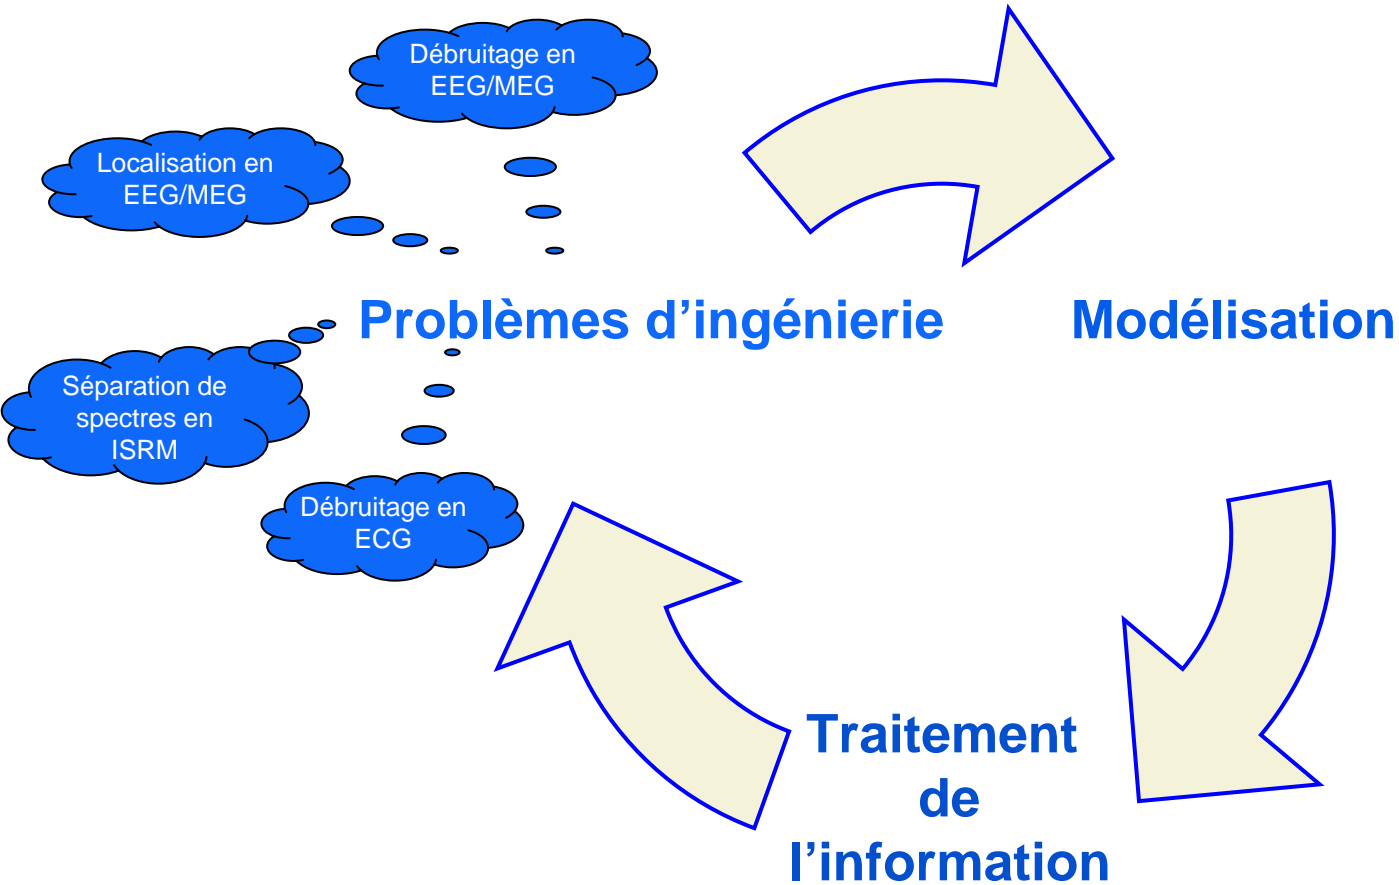 Débruitage en
EEG/MEG
Localisation en
EEG/MEG
Problèmes d’ingénierie
Modélisation
Séparation de
spectres en
ISRM
Débruitage en
ECG
Traitement
de
l’information